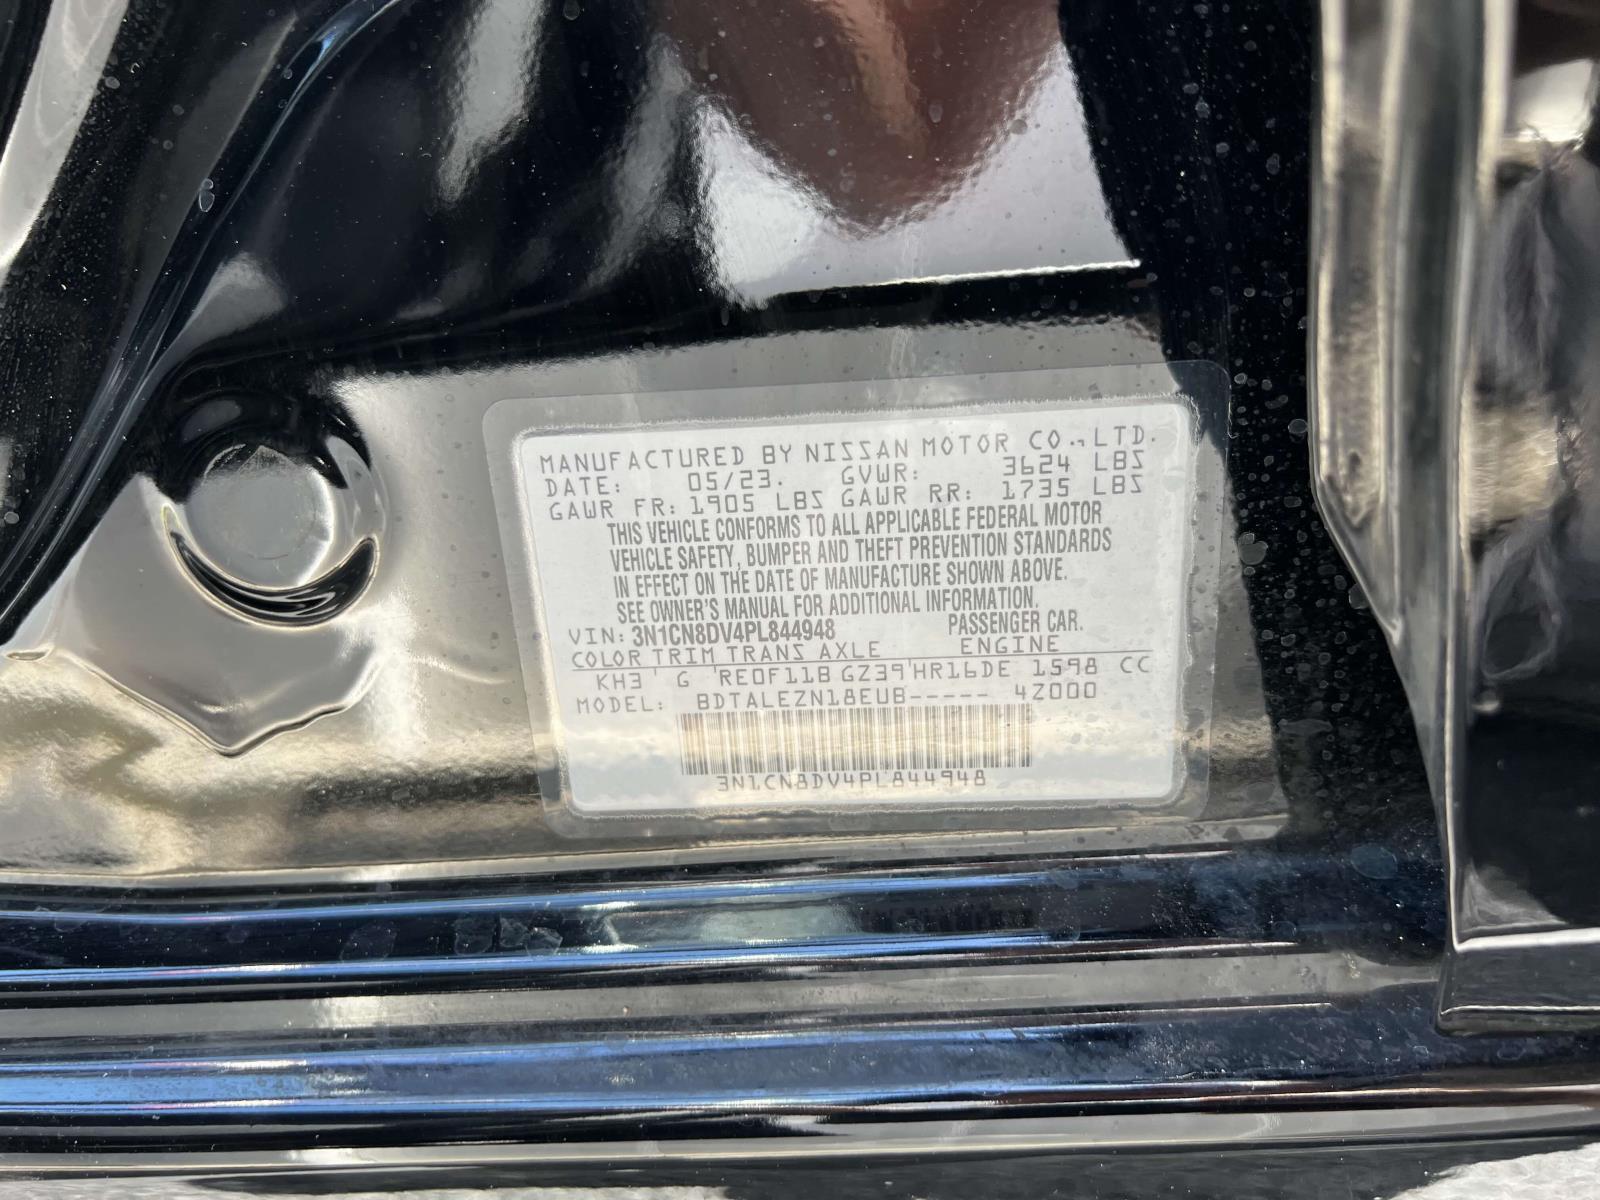 MANUFACTURED BY NISSAN MOTOR CO.,LTD.
DATE: 05/23. GVWR: 3624 LBS
GAWR FR: 1905 LBS GAWR RR: 1735 LBS
THIS VEHICLE CONFORMS TO ALL APPLICABLE FEDERAL MOTOR
VEHICLE SAFETY, BUMPER AND THEFT PREVENTION STANDARDS
IN EFFECT ON THE DATE OF MANUFACTURE SHOWN ABOVE.
SEE OWNER'S MANUAL FOR ADDITIONAL INFORMATION.
VIN: 3N1CN8DV4PL844948 PASSENGER CAR.
COLOR TRIM TRANS AXLE ENGINE
KH3 G RE0F11B GZ39 HR16DE 1598 CC
MODEL: BDTALEZN18EUB----- 4Z000
3N1CN8DV4PL844948